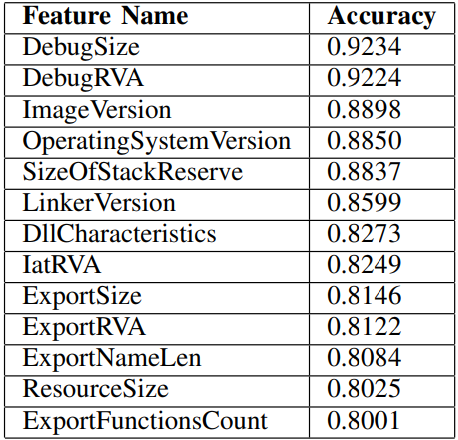 Feature Name Accuracy
DebugSize 0.9234
DebugRVA 0.9224
ImageVersion 0.8898
OperatingSystemVersion 0.8850
SizeOfStackReserve 0.8837
LinkerVersion 0.8599
DllCharacteristics 0.8273
IatRVA 0.8249
ExportSize 0.8146
ExportRVA 0.8122
ExportNameLen 0.8084
ResourceSize 0.8025
ExportFunctionsCount 0.8001